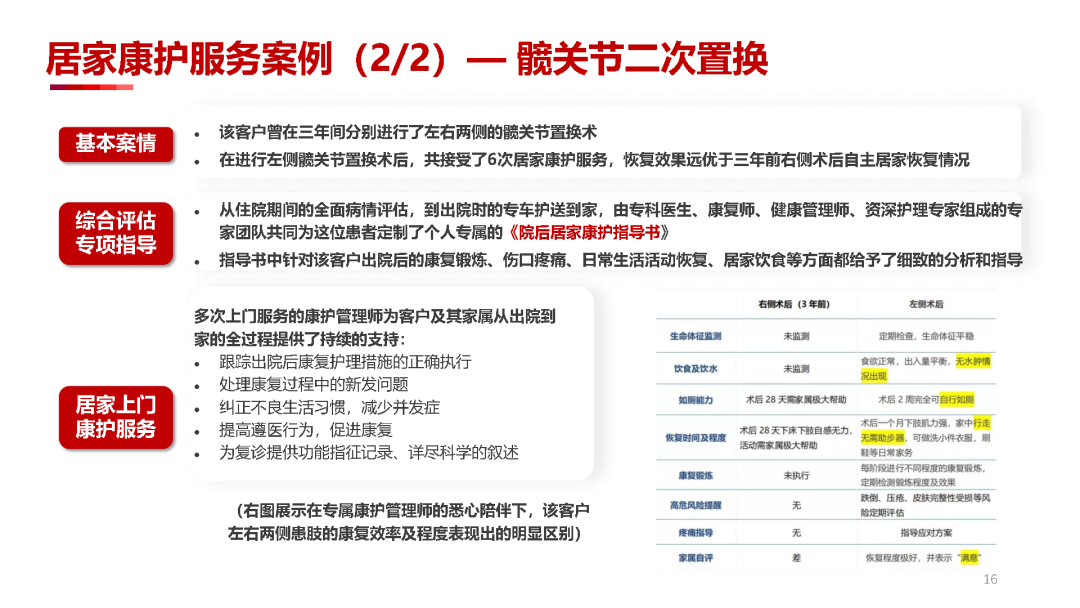 居家康护服务案例（2/2）— 髋关节二次置换
基本案情
• 该客户曾在三年间分别进行了左右两侧的髋关节置换术
• 在进行左侧髋关节置换术后，共接受了6次居家康护服务，恢复效果远优于三年前右侧术后自主居家恢复情况
综合评估
专项指导
• 从住院期间的全面病情评估，到出院时的专车护送到家，由专科医生、康复师、健康管理师、资深护理专家组成的专
家团队共同为这位患者定制了个人专属的《院后居家康护指导书》
• 指导书中针对该客户出院后的康复锻炼、伤口疼痛、日常生活活动恢复、居家饮食等方面都给予了细致的分析和指导
居家上门
康护服务
多次上门服务的康护管理师为客户及其家属从出院到
家的全过程提供了持续的支持：
• 跟踪出院后康复护理措施的正确执行
• 处理康复过程中的新发问题
• 纠正不良生活习惯，减少并发症
• 提高遵医行为，促进康复
• 为复诊提供功能指征记录、详尽科学的叙述
（右图展示在专属康护管理师的悉心陪伴下，该客户
左右两侧患肢的康复效率及程度表现出的明显区别）
右侧术后（3 年前） 左侧术后
生命体征监测 未监测 定期检查，生命体征平稳
饮食及饮水 未监测 食欲正常，出入量平衡，无水肿情
况出现
如厕能力 术后 28 天需家属极大帮助 术后 2 周完全可自行如厕
恢复时间及程度 术后 28 天下床下肢自感无力，
活动需家属极大帮助
术后一个月下肢肌力强，家中行走
无需助步器，可做洗小件衣服、刷
鞋等日常家务
康复锻炼 未执行 每阶段进行不同程度的康复锻炼，
定期检测锻炼程度及效果
高危风险提醒 无 跌倒、压疮、皮肤完整性受损等风
险定期评估
疼痛指导 无 指导应对方案
家属自评 差 恢复程度极好，并表示“满意”
16